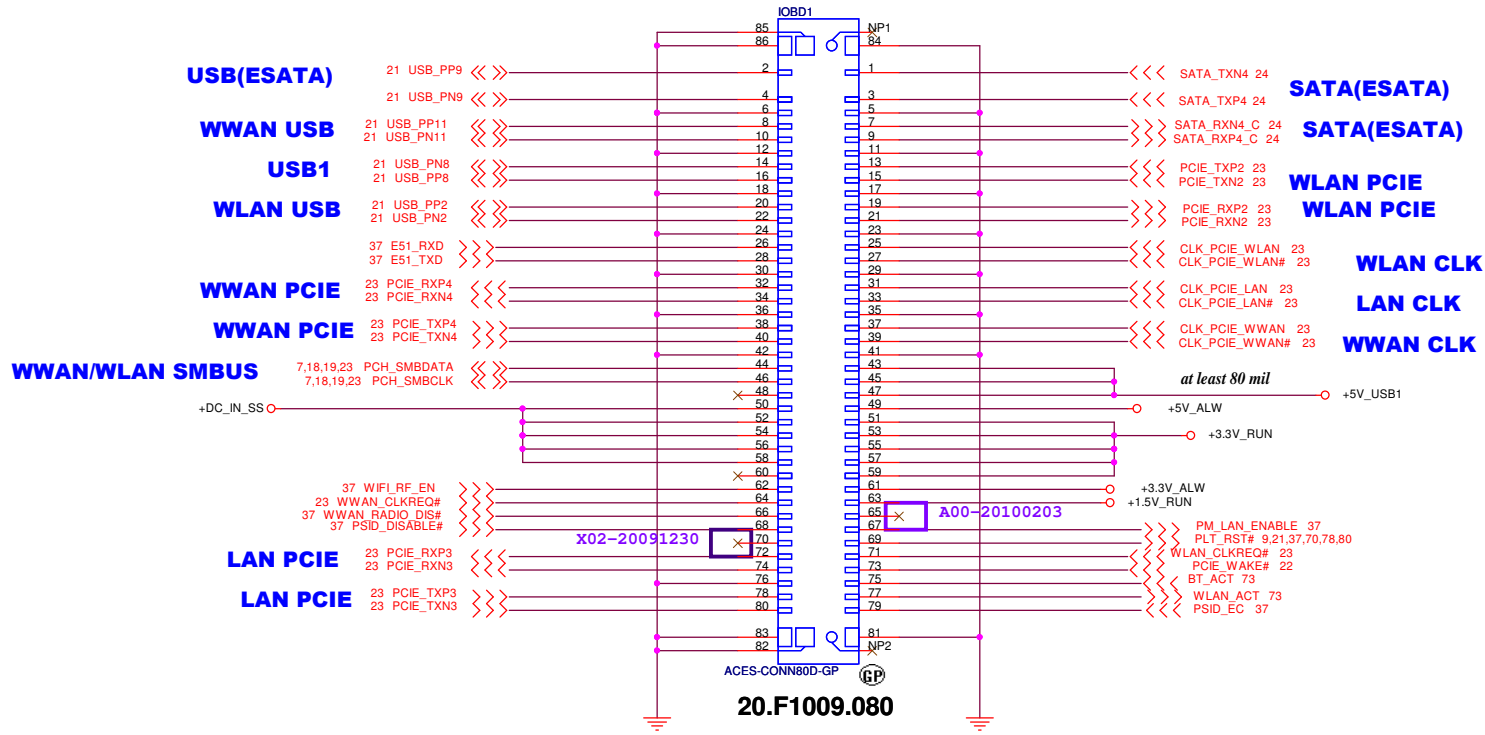 IOBD1
85 NP1
86 84
USB(ESATA) 21 USB_PP9 2 1 SATA_TXN4 24
21 USB_PN9 4 3 SATA_TXP4 24 SATA(ESATA)
6 5
WWAN USB 21 USB_PP11 8 7 SATA_RXN4_C 24 SATA(ESATA)
21 USB_PN11 10 9 SATA_RXP4_C 24
12 11
USB1 21 USB_PN8 14 13 PCIE_TXP2 23
21 USB_PP8 16 15 PCIE_TXN2 23 WLAN PCIE
18 17
WLAN USB 21 USB_PP2 20 19 PCIE_RXP2 23 WLAN PCIE
21 USB_PN2 22 21 PCIE_RXN2 23
24 23
37 E51_RXD 26 25 CLK_PCIE_WLAN 23
37 E51_TXD 28 27 CLK_PCIE_WLAN# 23 WLAN CLK
30 29
WWAN PCIE 23 PCIE_RXP4 32 31 CLK_PCIE_LAN 23
23 PCIE_RXN4 34 33 CLK_PCIE_LAN# 23 LAN CLK
36 35
WWAN PCIE 23 PCIE_TXP4 38 37 CLK_PCIE_WWAN 23
23 PCIE_TXN4 40 39 CLK_PCIE_WWAN# 23 WWAN CLK
42 41
WWAN/WLAN SMBUS 7,18,19,23 PCH_SMBDATA 44 43
7,18,19,23 PCH_SMBCLK 46 45 at least 80 mil
48 47 +5V_USB1
+DC_IN_SS 50 49 +5V_ALW
52 51
54 53 +3.3V_RUN
56 55
58 57
60 59
37 WIFI_RF_EN 62 61 +3.3V_ALW
23 WWAN_CLKREQ# 64 63 +1.5V_RUN
37 WWAN_RADIO_DIS# 66 65 A00-20100203
37 PSID_DISABLE# 68 67 PM_LAN_ENABLE 37
X02-20091230 70 69 PLT_RST# 9,21,37,70,78,80
LAN PCIE 23 PCIE_RXP3 72 71 WLAN_CLKREQ# 23
23 PCIE_RXN3 74 73 PCIE_WAKE# 22
76 75 BT_ACT 73
LAN PCIE 23 PCIE_TXP3 78 77 WLAN_ACT 73
23 PCIE_TXN3 80 79 PSID_EC 37
83 81
82 NP2
ACES-CONN80D-GP GP
20.F1009.080